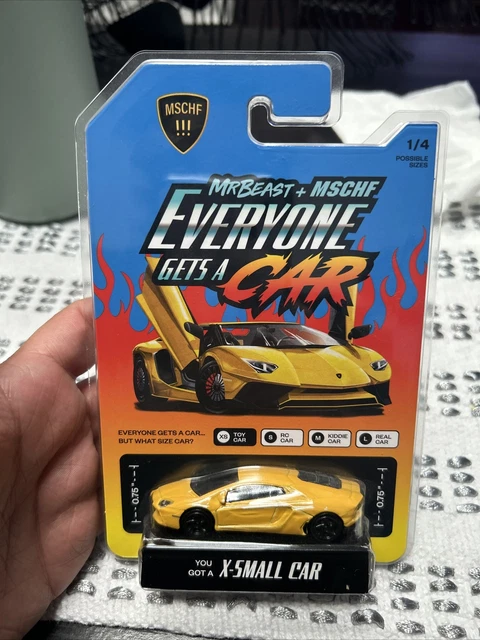 MSCHF
!!!
1/4
POSSIBLE
SIZES
MRBEAST + MSCHF
EVERYONE
GETS A CAR
EVERYONE GETS A CAR...
BUT WHAT SIZE CAR?
XS TOY CAR
S RC CAR
M KIDDIE CAR
L REAL CAR
0.75"
0.75"
YOU GOT A X-SMALL CAR